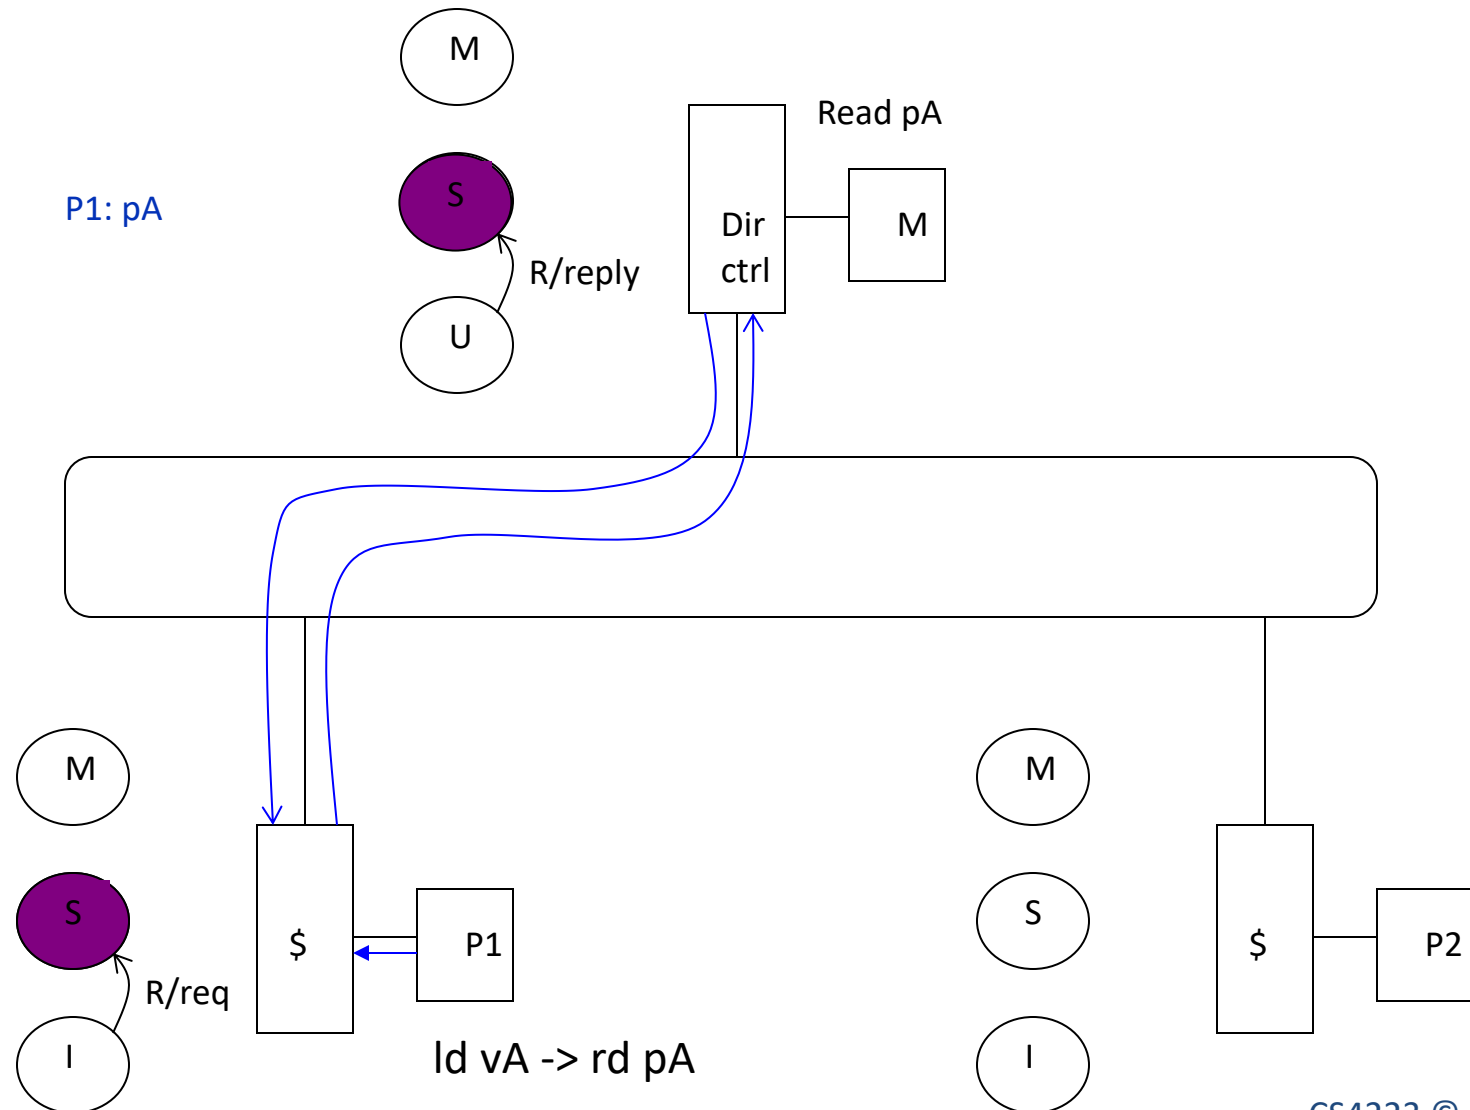 M
Read pA
S
P1: pA
Dir
ctrl
M
R/reply
U
M
M
S
S
$
P1
$
P2
R/req
I
ld vA -> rd pA
I